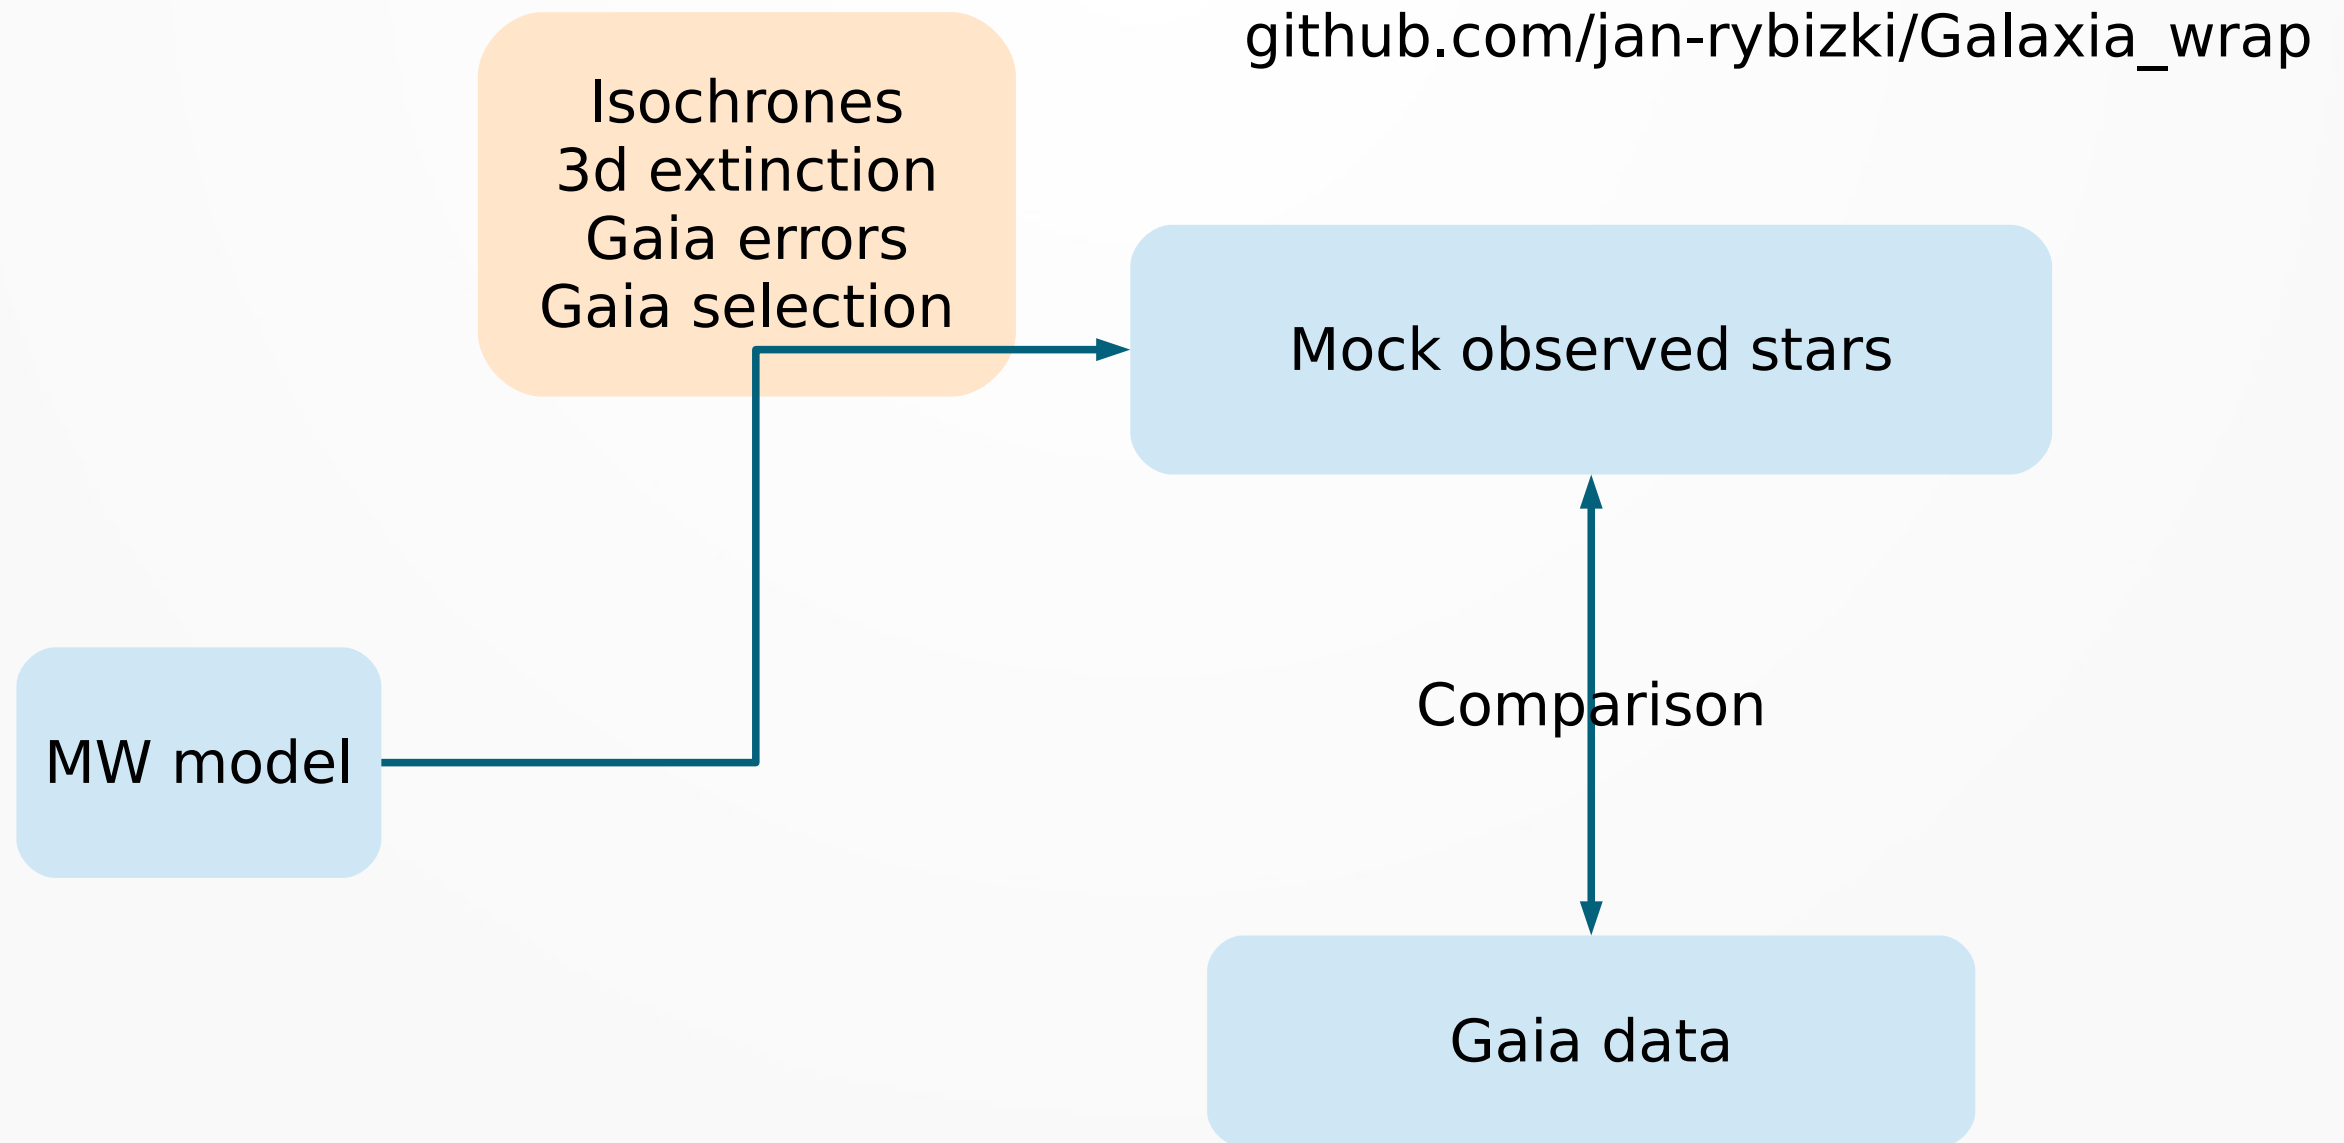 github.com/jan-rybizki/Galaxia_wrap
Isochrones
3d extinction
Gaia errors
Gaia selection
Mock observed stars
Comparison
MW model
Gaia data